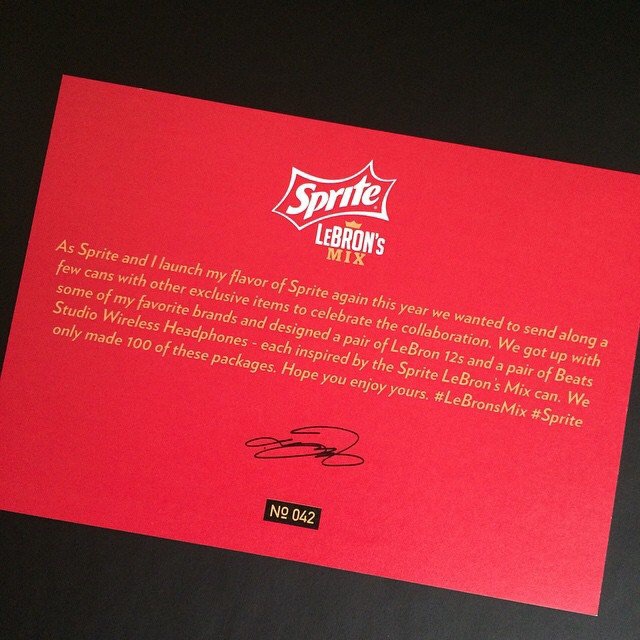 Sprite
LeBRON's
MIX
As Sprite and I launch my flavor of Sprite again this year we wanted to send along a
few cans with other exclusive items to celebrate the collaboration. We got up with
some of my favorite brands and designed a pair of LeBron 12s and a pair of Beats
Studio Wireless Headphones - each inspired by the Sprite LeBron's Mix can. We
only made 100 of these packages. Hope you enjoy yours. #LeBronsMix #Sprite
Nº 042